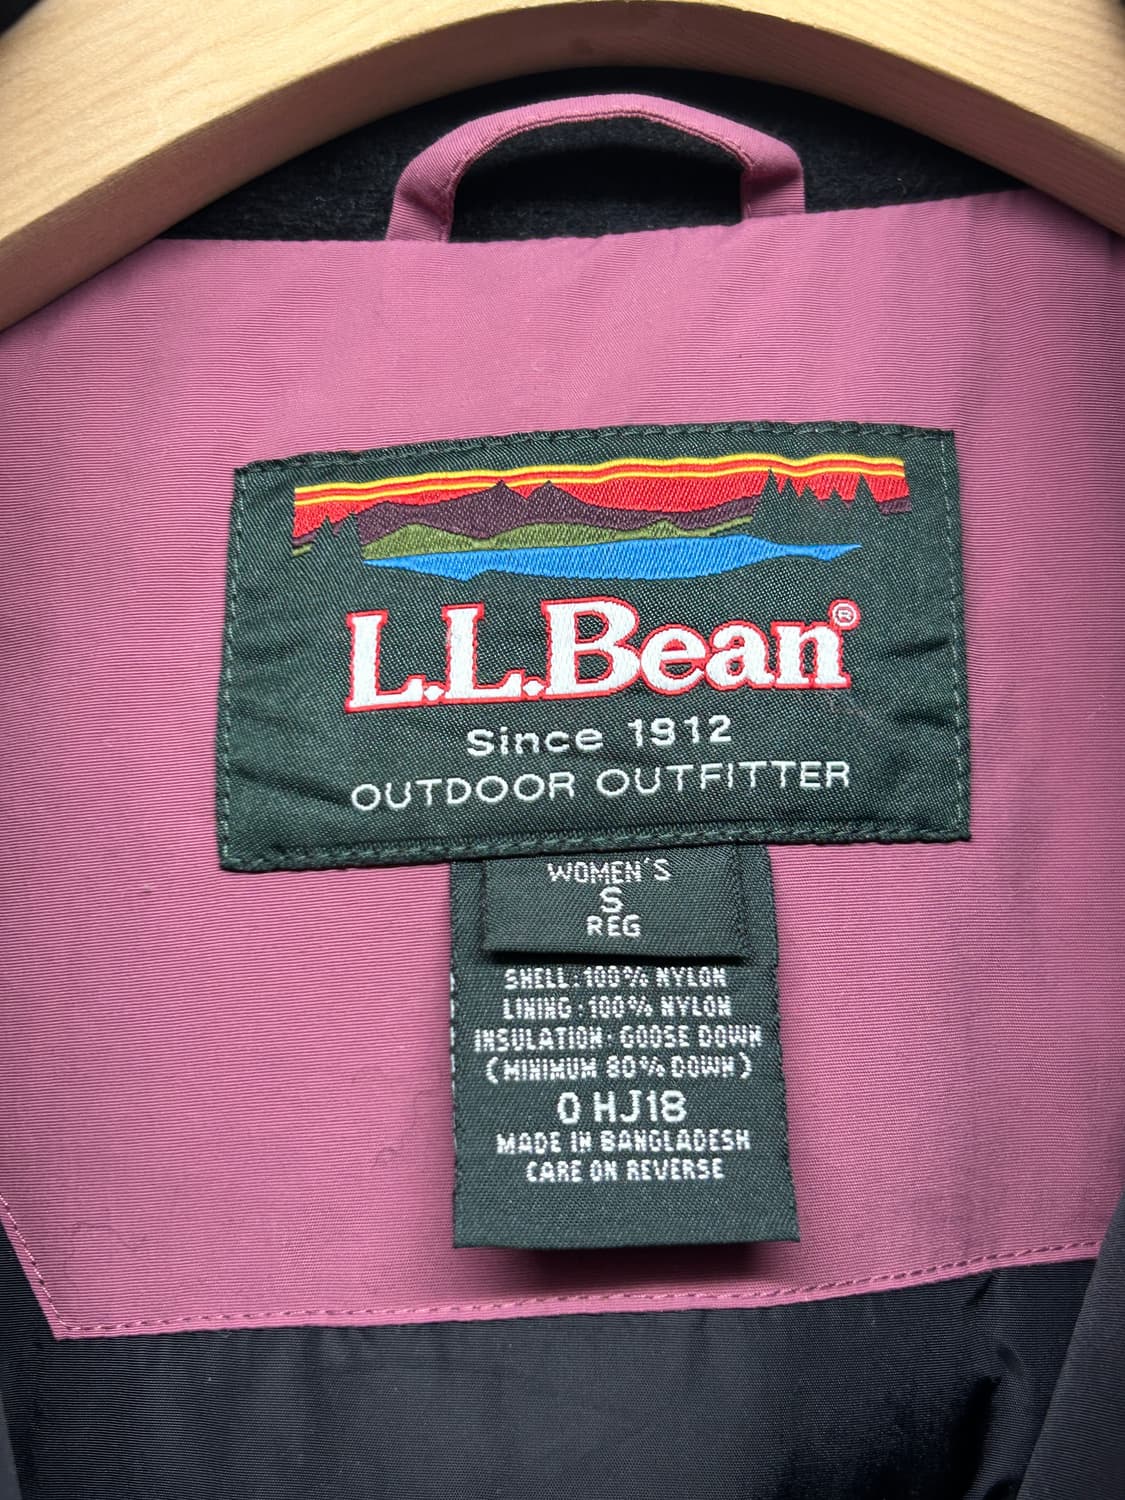 L.L.Bean®
Since 1912
OUTDOOR OUTFITTER
WOMEN'S
S
REG
SHELL·100% NYLON
LINING·100% NYLON
INSULATION·GOOSE DOWN
(MINIMUM 80% DOWN)
0 HJ18
MADE IN BANGLADESH
CARE ON REVERSE